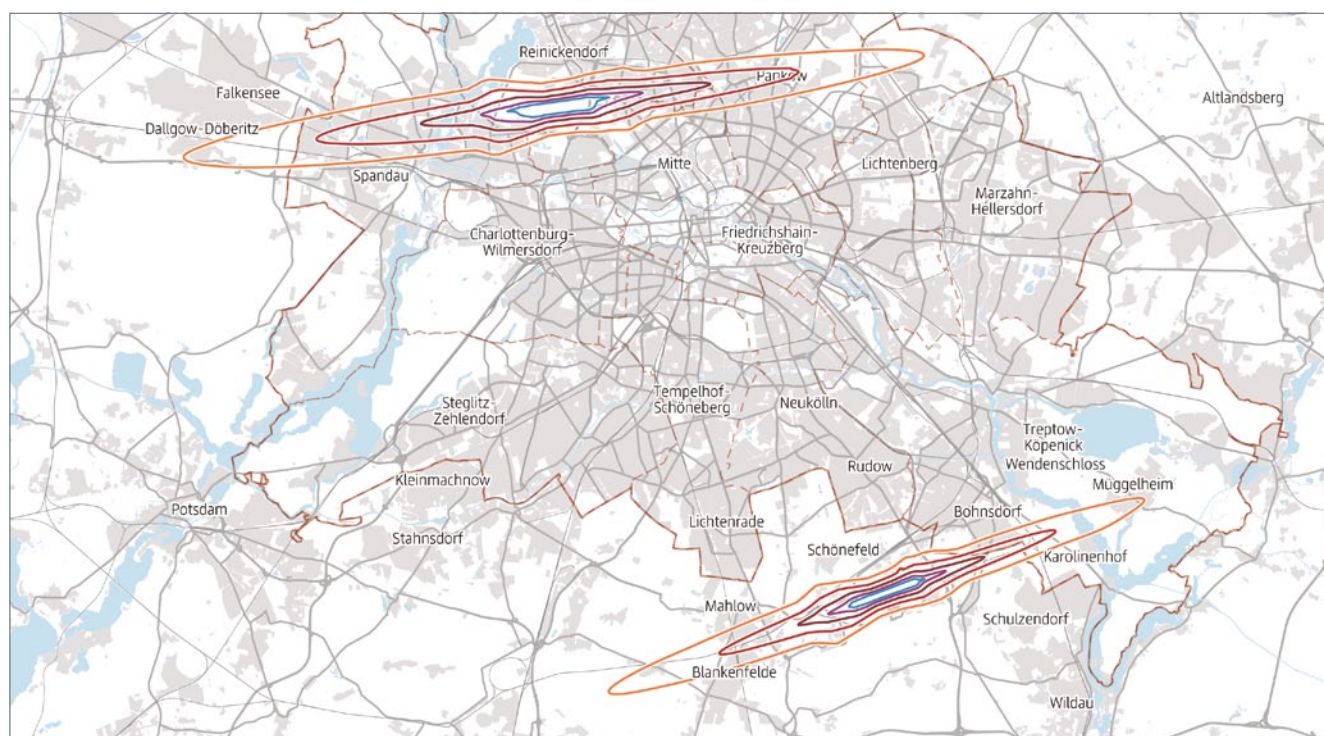 Reinickendorf
Pankow
Falkensee
Altlandsberg
Dallgow-Döberitz
Mitte
Lichtenberg
Spandau
Marzahn-
Hellersdorf
Charlottenburg-
Wilmersdorf
Friedrichshain-
Kreuzberg
Tempelhof-
Schöneberg
Neukölln
Steglitz-
Zehlendorf
Treptow-
Köpenick
Wendenschloss
Rudow
Müggelheim
Kleinmachnow
Potsdam
Bohnsdorf
Lichtenrade
Stahnsdorf
Schönefeld
Karolinenhof
Mahlow
Schulzendorf
Blankenfelde
Wildau